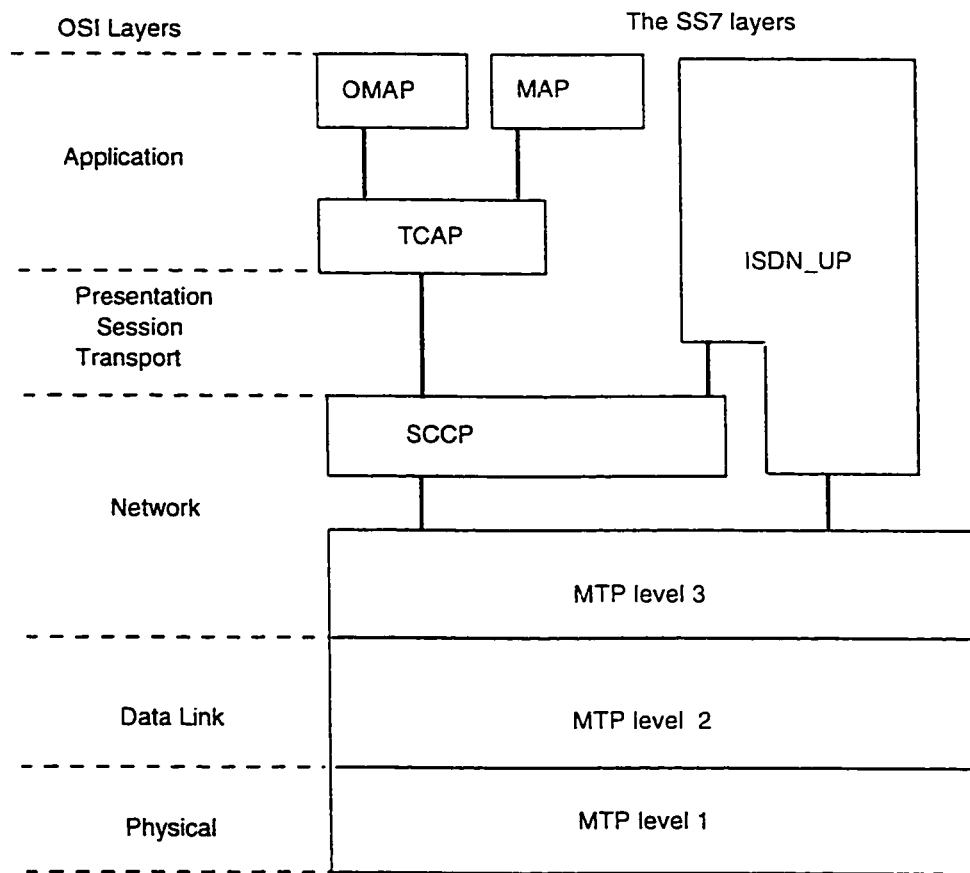 OSI Layers
The SS7 layers
OMAP
MAP
Application
TCAP
ISDN_UP
Presentation
Session
Transport
SCCP
Network
MTP level 3
Data Link
MTP level 2
Physical
MTP level 1